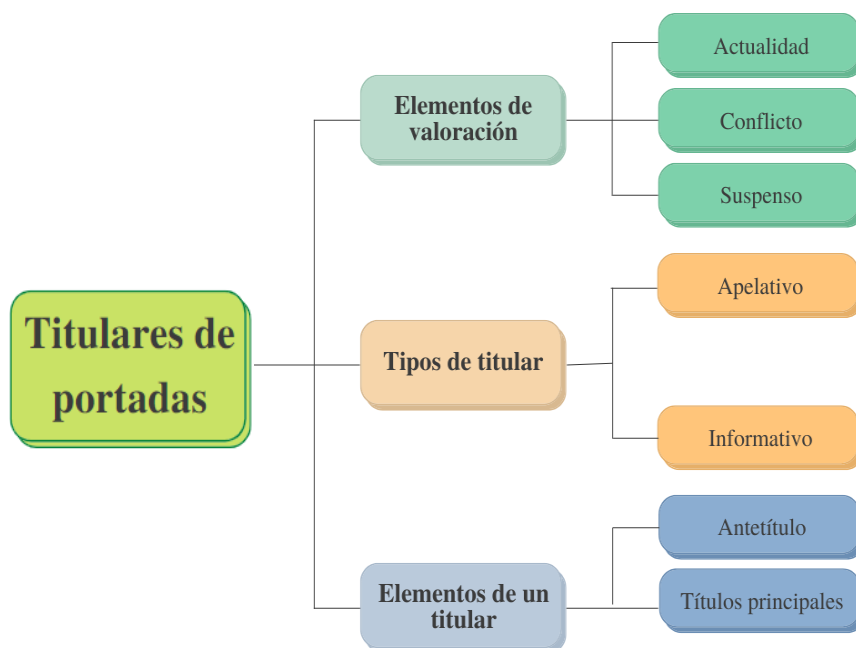 Titulares de
portadas
Elementos de
valoración
Actualidad
Conflicto
Suspenso
Tipos de titular
Apelativo
Informativo
Elementos de un
titular
Antetítulo
Títulos principales